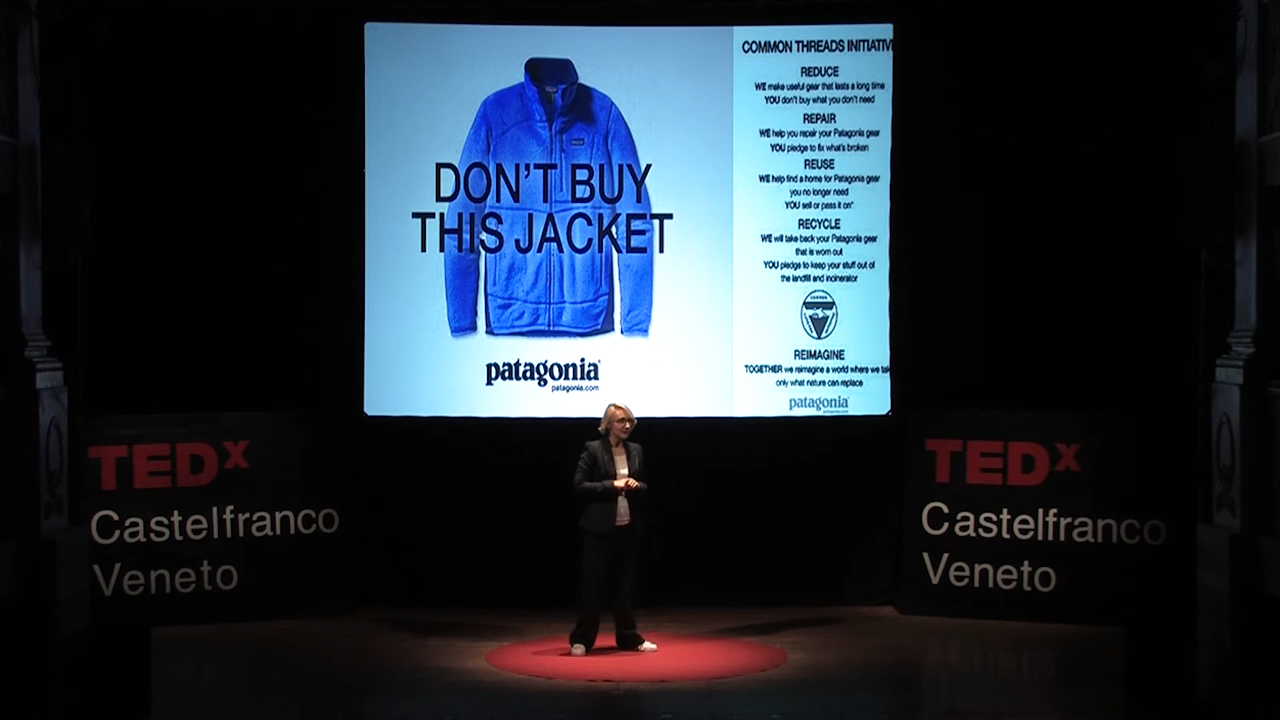 DON'T BUY
THIS JACKET
patagonia
patagonia.com
COMMON THREADS INITIATIV
REDUCE
WE make useful gear that lasts a long time
YOU don't buy what you don't need
REPAIR
WE help you repair your Patagonia gear
YOU pledge to fix what's broken
REUSE
WE help find a home for Patagonia gear
you no longer need
YOU sell or pass it on*
RECYCLE
WE will take back your Patagonia gear
that is worn out
YOU pledge to keep your stuff out of
the landfill and incinerator
REIMAGINE
TOGETHER we reimagine a world where we tak
only what nature can replace
patagonia
TEDx
Castelfranco
Veneto
TEDx
Castelfranco
Veneto